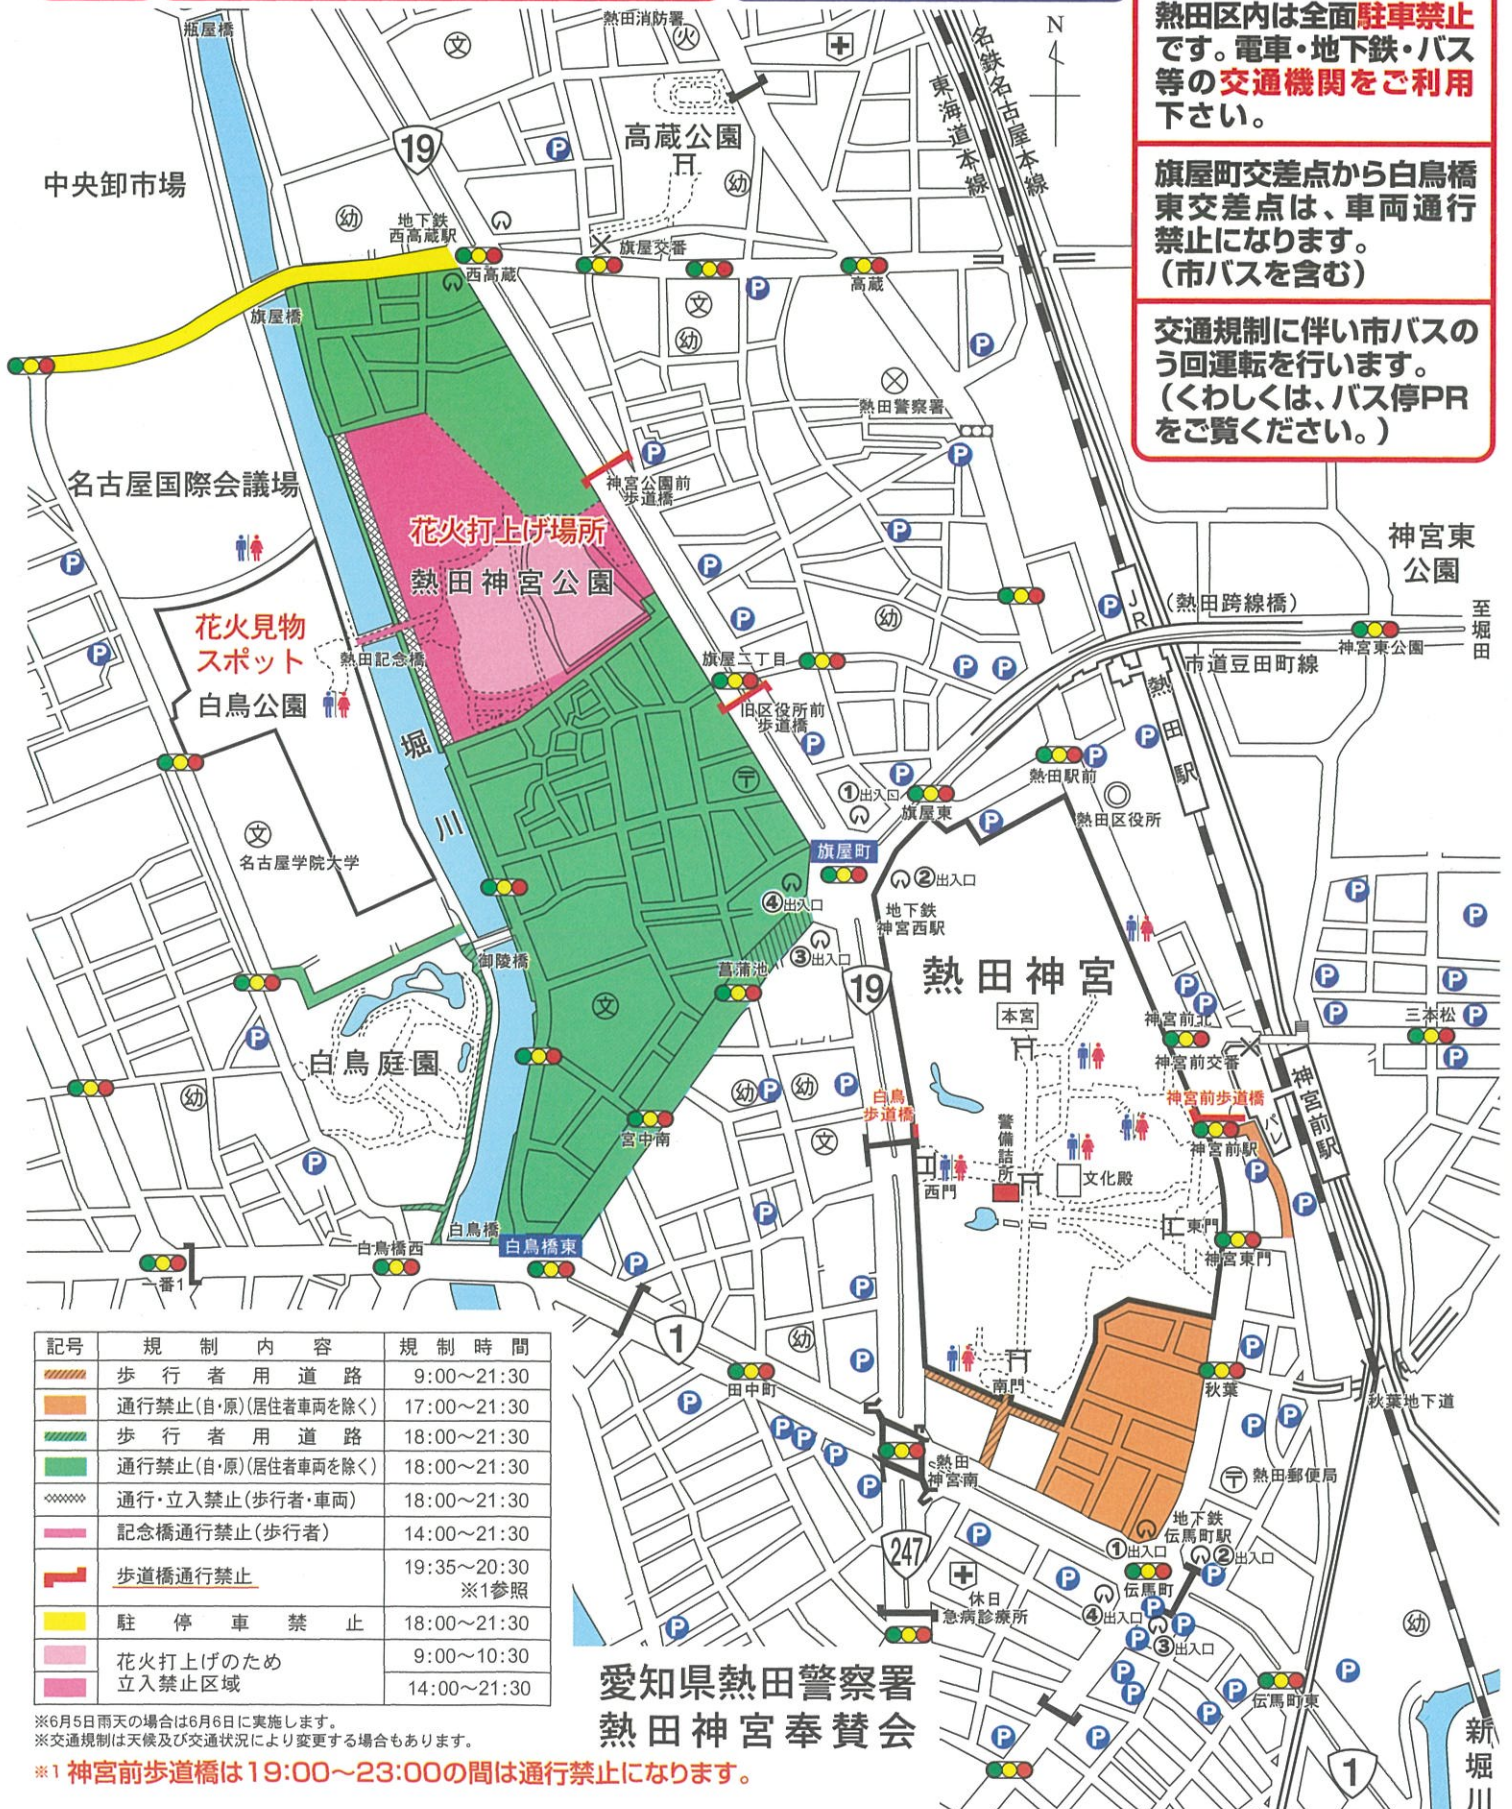 熱田区内は全面駐車禁止
です。電車・地下鉄・バス
等の交通機関をご利用
下さい。
旗屋町交差点から白鳥橋
東交差点は、車両通行
禁止になります。
(市バスを含む)
交通規制に伴い市バスの
う回運転を行います。
(くわしくは、バス停PR
をご覧ください。)
瓶屋橋
熱田消防署
火
文
N
名鉄名古屋本線
東海道本線
19
高蔵公園
中央卸市場
幼
幼
地下鉄
西高蔵駅
西高蔵
旗屋交番
高蔵
旗屋橋
文
幼
熱田警察署
名古屋国際会議場
神宮公園前
歩道橋
花火打上げ場所
熱田神宮公園
神宮東
公園
花火見物
スポット
白鳥公園
熱田記念橋
幼
JR
(熱田跨線橋)
至堀田
神宮東公園
市道豆田町線
旗屋二丁目
旧区役所前
歩道橋
熱田駅
堀川
熱田駅前
①出入口
旗屋東
熱田区役所
文
名古屋学院大学
旗屋町
②出入口
④出入口
地下鉄
神宮西駅
③出入口
御陵橋
菖蒲池
19
熱田神宮
文
本宮
神宮前北
三本松
神宮前交番
白鳥庭園
幼
幼
幼
白鳥
歩道橋
神宮前歩道橋
パレ
神宮前駅
宮中南
文
警備詰所
神宮前駅
西門
文化殿
東門
神宮東門
白鳥橋
白鳥橋西
白鳥橋東
一番1
1
幼
田中町
南門
秋葉
秋葉地下道
熱田
神宮南
熱田郵便局
地下鉄
伝馬町駅
①出入口
②出入口
247
伝馬町
休日
急病診療所
④出入口
③出入口
幼
伝馬町東
新堀川
1
記号 規制内容 規制時間
歩行者用道路 9:00～21:30
通行禁止(自・原)(居住者車両を除く) 17:00～21:30
歩行者用道路 18:00～21:30
通行禁止(自・原)(居住者車両を除く) 18:00～21:30
通行・立入禁止(歩行者・車両) 18:00～21:30
記念橋通行禁止(歩行者) 14:00～21:30
歩道橋通行禁止 19:35～20:30
※1参照
駐停車禁止 18:00～21:30
花火打上げのため 9:00～10:30
立入禁止区域 14:00～21:30
愛知県熱田警察署
熱田神宮奉賛会
※6月5日雨天の場合は6月6日に実施します。
※交通規制は天候及び交通状況により変更する場合もあります。
※1 神宮前歩道橋は19:00～23:00の間は通行禁止になります。